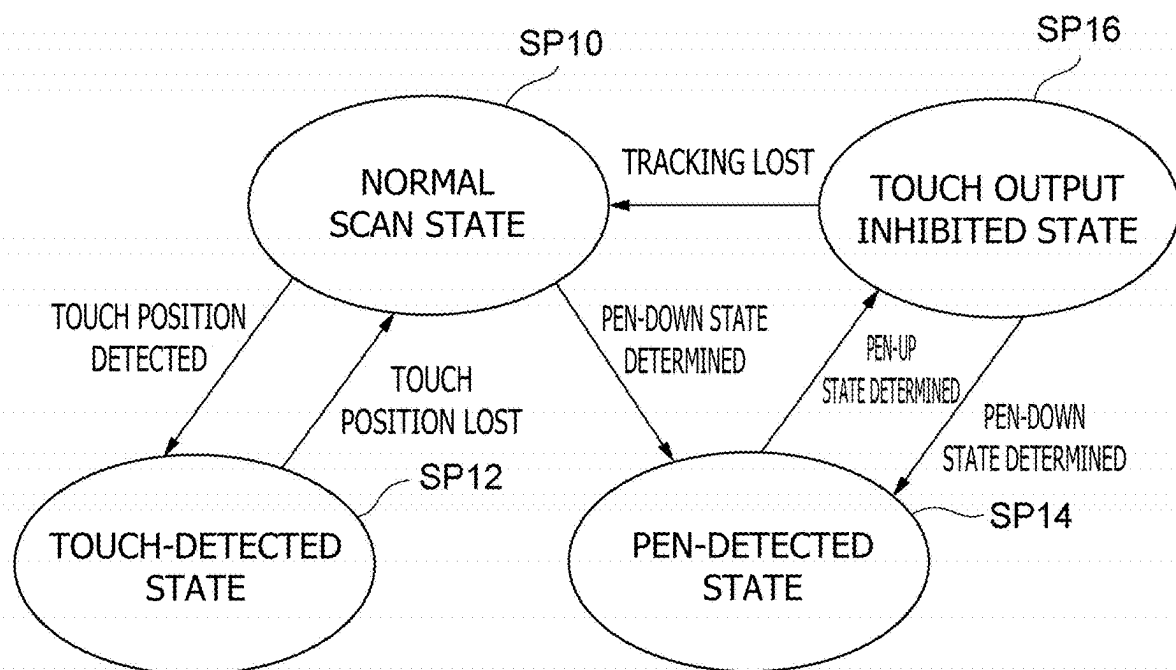 SP10
SP16
NORMAL
SCAN STATE
TRACKING LOST
TOUCH OUTPUT
INHIBITED STATE
TOUCH POSITION
DETECTED
TOUCH
POSITION LOST
PEN-DOWN STATE
DETERMINED
PEN-UP
STATE DETERMINED
PEN-DOWN
STATE DETERMINED
SP12
SP14
TOUCH-DETECTED
STATE
PEN-DETECTED
STATE